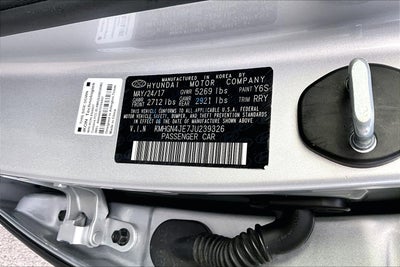 MANUFACTURED IN KOREA BY
HYUNDAI MOTOR COMPANY
MAY/24/17 GVWR 5269 lbs PAINT Y6S
GAWR FRONT 2712 lbs GAWR REAR 2921 lbs TRIM RRY
THIS VEHICLE CONFORMS TO ALL APPLICABLE U.S. FEDERAL
MOTOR VEHICLE SAFETY, BUMPER, AND THEFT PREVENTION STANDARDS
IN EFFECT ON THE DATE OF MANUFACTURE SHOWN ABOVE.
V.I.N KMHGN4JE7JU239326
PASSENGER CAR